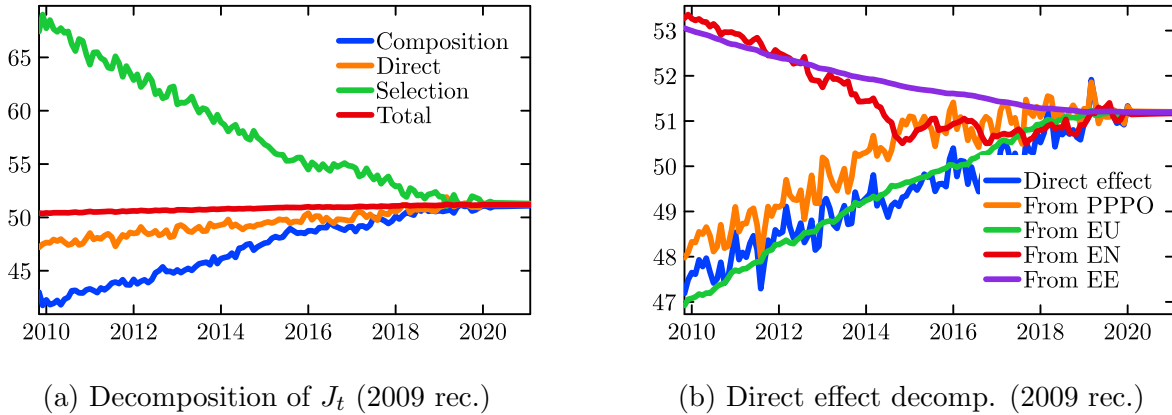 65
60
55
50
45
2010 2012 2014 2016 2018 2020
Composition
Direct
Selection
Total
(a) Decomposition of J_t (2009 rec.)
53
52
51
50
49
48
47
2010 2012 2014 2016 2018 2020
Direct effect
From PPPO
From EU
From EN
From EE
(b) Direct effect decomp. (2009 rec.)